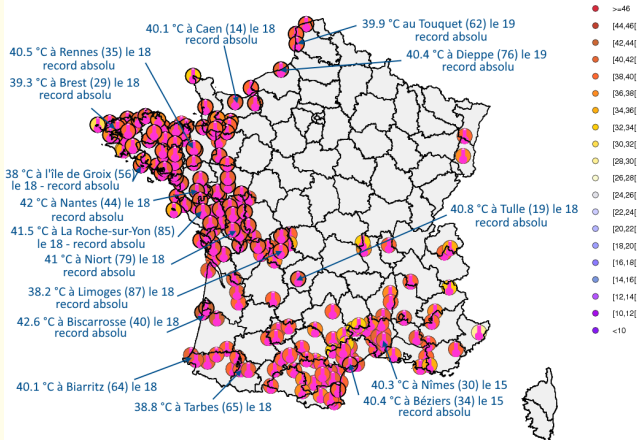 40.1 °C à Caen (14) le 18
record absolu
39.9 °C au Touquet (62) le 19
record absolu
40.5 °C à Rennes (35) le 18
record absolu
40.4 °C à Dieppe (76) le 19
record absolu
39.3 °C à Brest (29) le 18
record absolu
38 °C à l'île de Groix (56)
le 18 - record absolu
42 °C à Nantes (44) le 18
record absolu
40.8 °C à Tulle (19) le 18
record absolu
41.5 °C à La Roche-sur-Yon (85)
le 18 - record absolu
41 °C à Niort (79) le 18
record absolu
38.2 °C à Limoges (87) le 18
record absolu
42.6 °C à Biscarrosse (40) le 18
record absolu
40.1 °C à Biarritz (64) le 18
38.8 °C à Tarbes (65) le 18
40.3 °C à Nîmes (30) le 15
40.4 °C à Béziers (34) le 15
record absolu
>=46
[44,46[
[42,44[
[40,42[
[38,40[
[36,38[
[34,36[
[32,34[
[30,32[
[28,30[
[26,28[
[24,26[
[22,24[
[20,22[
[18,20[
[16,18[
[14,16[
[12,14[
[10,12[
<10